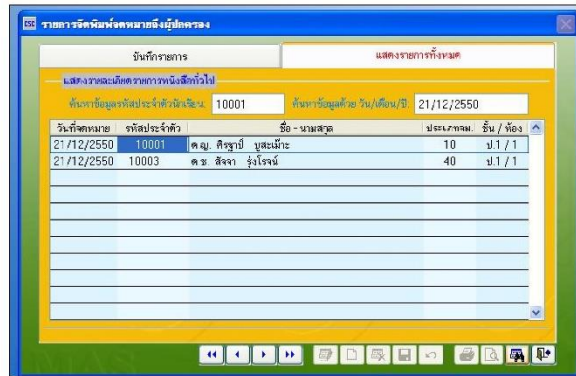 รายการจัดพิมพ์จดหมายถึงผู้ปกครอง
บันทึกรายการ แสดงรายการทั้งหมด
แสดงรายละเอียดรายการหนังสือทั่วไป
ค้นหาข้อมูลรหัสประจำตัวนักเรียน: 10001 ค้นหาข้อมูลด้วย วัน/เดือน/ปี: 21/12/2550
วันที่จดหมาย รหัสประจำตัว ชื่อ - นามสกุล ประเภทจม. ชั้น / ห้อง
21/12/2550 10001 ด.ญ. 10 ป.1 / 1
21/12/2550 10003 ด.ช. สัจจา รุ่งโรจน์ 40 ป.1 / 1